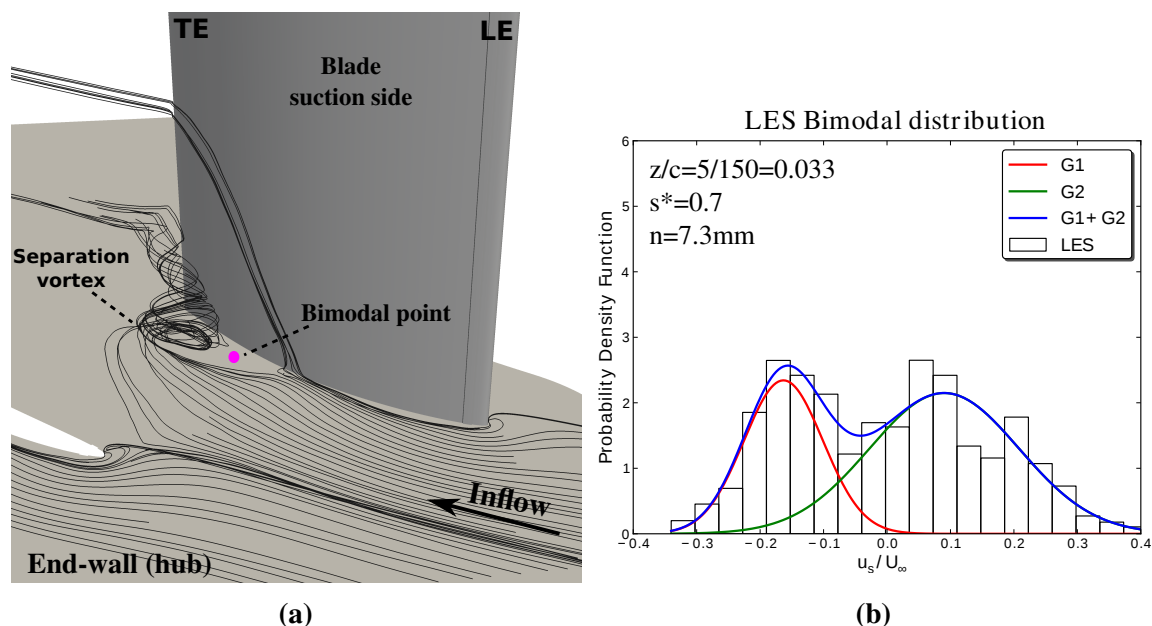 TE
LE
Blade
suction side
Separation
vortex
Bimodal point
Inflow
End-wall (hub)
(a)
LES Bimodal distribution
z/c=5/150=0.033
s*=0.7
n=7.3mm
G1
G2
G1+ G2
LES
Probability Density Function
6
5
4
3
2
1
0
−0.4
−0.3
−0.2
−0.1
0.0
0.1
0.2
0.3
0.4
u_s/U_∞
(b)